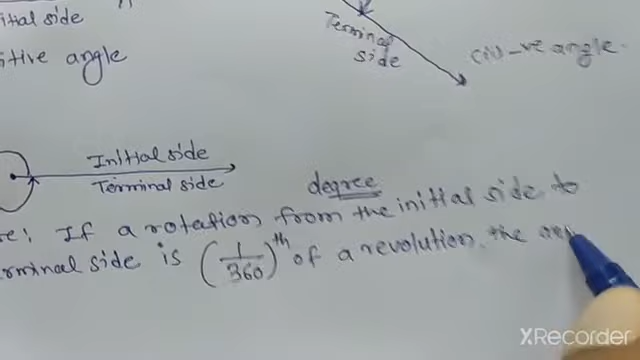 itial side
Terminal
side
itive angle
(ii) -ve angle.
Initial side
Terminal side
degree
e: If a rotation from the initial side to
rminal side is (1/360)th of a revolution, the
XRecorder